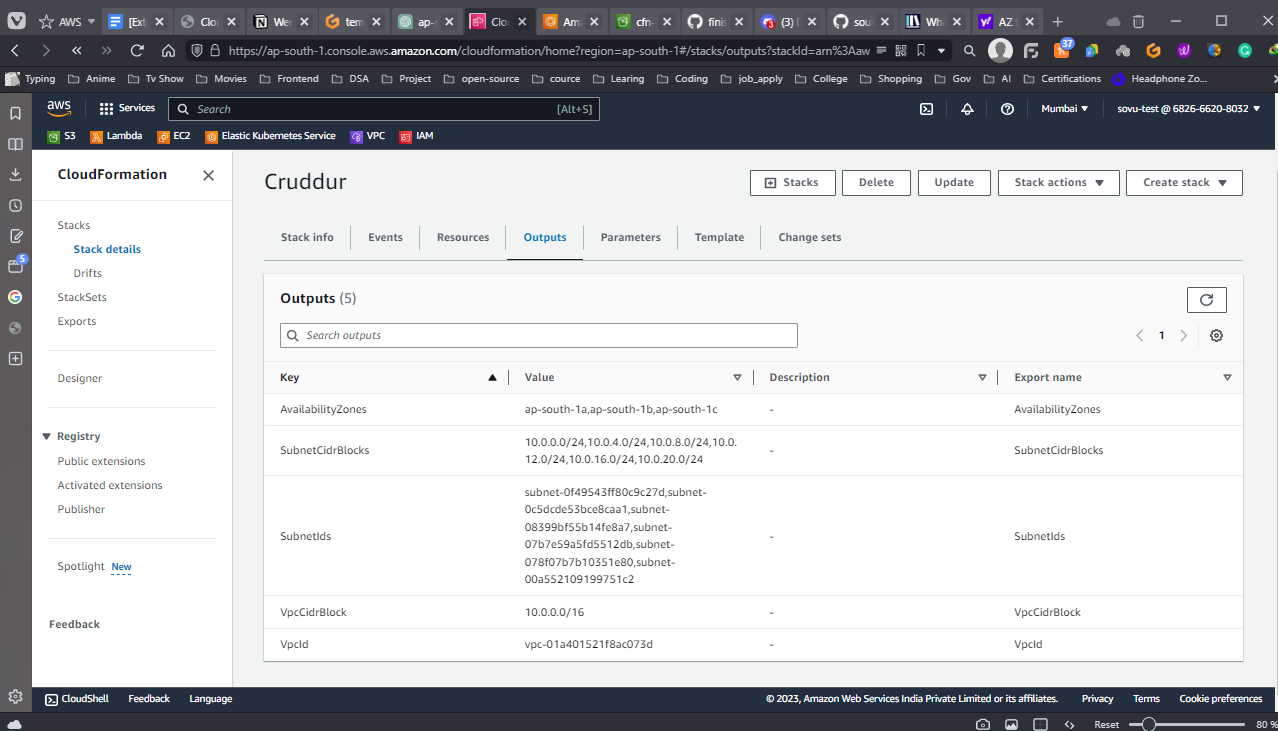 AWS
[Ext
Clou
Wee
terr
ap-s
Clou
Ama
cfn-
finis
(3) D
sour
Wha
AZ f
https://ap-south-1.console.aws.amazon.com/cloudformation/home?region=ap-south-1#/stacks/outputs?stackId=arn%3Aaw
37
Typing
Anime
Tv Show
Movies
Frontend
DSA
Project
open-source
cource
Learing
Coding
job_apply
College
Shopping
Gov
AI
Certifications
Headphone Zo...
aws
Services
Search
[Alt+S]
Mumbai
sovu-test @ 6826-6620-8032
S3
Lambda
EC2
Elastic Kubernetes Service
VPC
IAM
5
CloudFormation
Stacks
Stack details
Drifts
StackSets
Exports
Designer
Registry
Public extensions
Activated extensions
Publisher
Spotlight New
Feedback
Cruddur
Stacks
Delete
Update
Stack actions
Create stack
Stack info
Events
Resources
Outputs
Parameters
Template
Change sets
Outputs (5)
Search outputs
1
Key
Value
Description
Export name
AvailabilityZones
ap-south-1a,ap-south-1b,ap-south-1c
-
AvailabilityZones
SubnetCidrBlocks
10.0.0.0/24,10.0.4.0/24,10.0.8.0/24,10.0.
12.0/24,10.0.16.0/24,10.0.20.0/24
-
SubnetCidrBlocks
SubnetIds
subnet-0f49543ff80c9c27d,subnet-
0c5dcde53bce8caa1,subnet-
08399bf55b14fe8a7,subnet-
07b7e59a5fd5512db,subnet-
078f07b7b10351e80,subnet-
00a552109199751c2
-
SubnetIds
VpcCidrBlock
10.0.0.0/16
-
VpcCidrBlock
VpcId
vpc-01a401521f8ac073d
-
VpcId
CloudShell
Feedback
Language
© 2023, Amazon Web Services India Private Limited or its affiliates.
Privacy
Terms
Cookie preferences
Reset
80 %